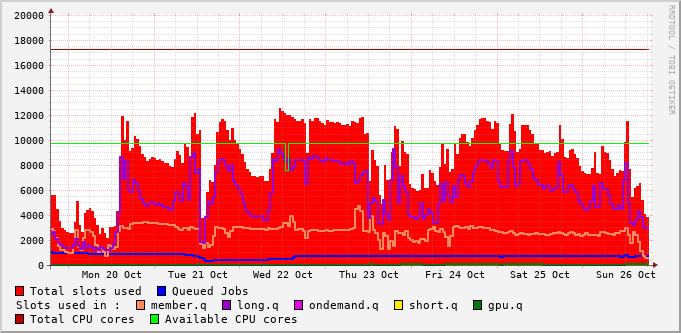 20000
18000
16000
14000
12000
10000
8000
6000
4000
2000
0
Mon 20 Oct Tue 21 Oct Wed 22 Oct Thu 23 Oct Fri 24 Oct Sat 25 Oct Sun 26 Oct
RRDTOOL / TOBI OETIKER
Total slots used Queued Jobs
Slots used in : member.q long.q ondemand.q short.q gpu.q
Total CPU cores Available CPU cores